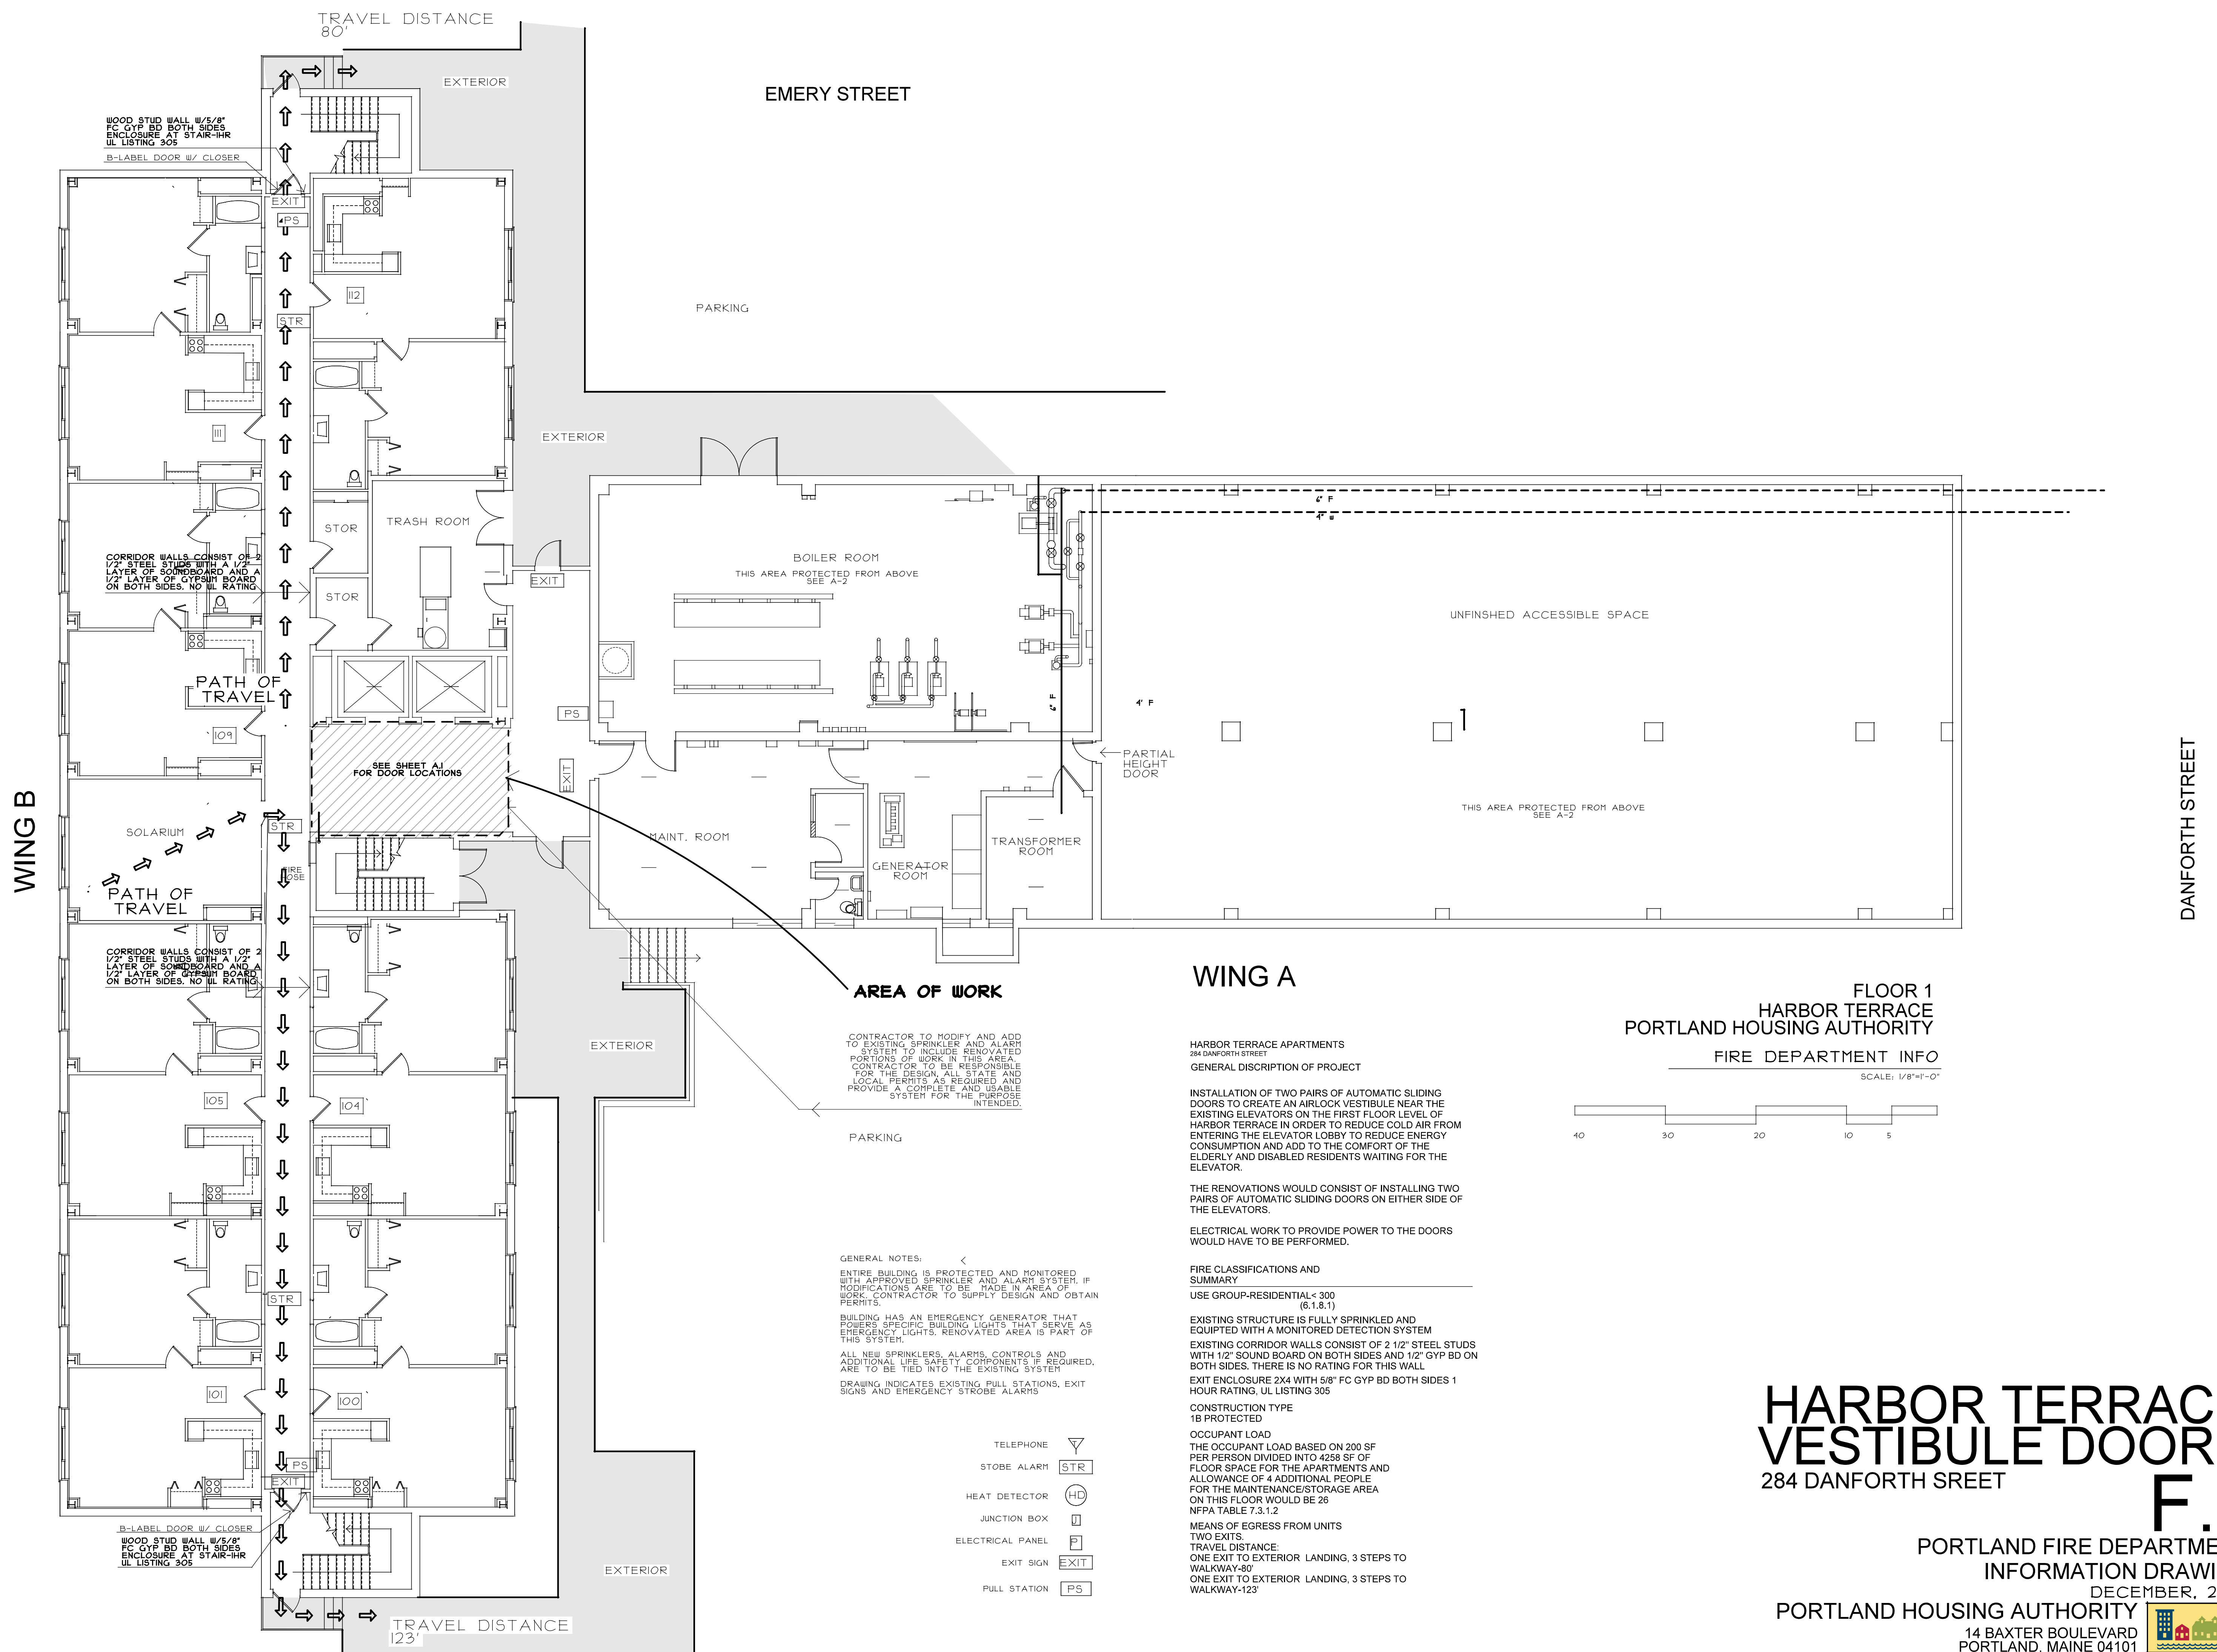 TRAVEL DISTANCE
80'
EXTERIOR
EMERY STREET
WOOD STUD WALL W/5/8"
FC GYP BD BOTH SIDES
ENCLOSURE AT STAIR-1HR
UL LISTING 305
B-LABEL DOOR W/ CLOSER
EXIT
PS
112
STR
PARKING
111
EXTERIOR
STOR
TRASH ROOM
6" F
4" W
CORRIDOR WALLS CONSIST OF 2
1/2" STEEL STUDS WITH A 1/2"
LAYER OF SOUNDBOARD AND A
1/2" LAYER OF GYPSUM BOARD
ON BOTH SIDES. NO UL RATING
BOILER ROOM
THIS AREA PROTECTED FROM ABOVE
SEE A-2
EXIT
STOR
UNFINSHED ACCESSIBLE SPACE
PATH OF
TRAVEL
6" F
4' F
PS
1
109
SEE SHEET A.1
FOR DOOR LOCATIONS
EXIT
PARTIAL
HEIGHT
DOOR
DANFORTH STREET
WING B
SOLARIUM
STR
THIS AREA PROTECTED FROM ABOVE
SEE A-2
MAINT. ROOM
TRANSFORMER
ROOM
GENERATOR
ROOM
FIRE
HOSE
PATH OF
TRAVEL
CORRIDOR WALLS CONSIST OF 2
1/2" STEEL STUDS WITH A 1/2"
LAYER OF SOUNDBOARD AND A
1/2" LAYER OF GYPSUM BOARD
ON BOTH SIDES. NO UL RATING
AREA OF WORK
WING A
FLOOR 1
HARBOR TERRACE
PORTLAND HOUSING AUTHORITY
FIRE DEPARTMENT INFO
SCALE: 1/8"=1'-0"
40 30 20 10 5
EXTERIOR
CONTRACTOR TO MODIFY AND ADD
TO EXISTING SPRINKLER AND ALARM
SYSTEM TO INCLUDE RENOVATED
PORTIONS OF WORK IN THIS AREA.
CONTRACTOR TO BE RESPONSIBLE
FOR THE DESIGN, ALL STATE AND
LOCAL PERMITS AS REQUIRED AND
PROVIDE A COMPLETE AND USABLE
SYSTEM FOR THE PURPOSE
INTENDED.
PARKING
105
104
HARBOR TERRACE APARTMENTS
284 DANFORTH STREET
GENERAL DISCRIPTION OF PROJECT
INSTALLATION OF TWO PAIRS OF AUTOMATIC SLIDING
DOORS TO CREATE AN AIRLOCK VESTIBULE NEAR THE
EXISTING ELEVATORS ON THE FIRST FLOOR LEVEL OF
HARBOR TERRACE IN ORDER TO REDUCE COLD AIR FROM
ENTERING THE ELEVATOR LOBBY TO REDUCE ENERGY
CONSUMPTION AND ADD TO THE COMFORT OF THE
ELDERLY AND DISABLED RESIDENTS WAITING FOR THE
ELEVATOR.
THE RENOVATIONS WOULD CONSIST OF INSTALLING TWO
PAIRS OF AUTOMATIC SLIDING DOORS ON EITHER SIDE OF
THE ELEVATORS.
ELECTRICAL WORK TO PROVIDE POWER TO THE DOORS
WOULD HAVE TO BE PERFORMED.
FIRE CLASSIFICATIONS AND
SUMMARY
USE GROUP-RESIDENTIAL< 300
(6.1.8.1)
EXISTING STRUCTURE IS FULLY SPRINKLED AND
EQUIPTED WITH A MONITORED DETECTION SYSTEM
EXISTING CORRIDOR WALLS CONSIST OF 2 1/2" STEEL STUDS
WITH 1/2" SOUND BOARD ON BOTH SIDES AND 1/2" GYP BD ON
BOTH SIDES. THERE IS NO RATING FOR THIS WALL
EXIT ENCLOSURE 2X4 WITH 5/8" FC GYP BD BOTH SIDES 1
HOUR RATING, UL LISTING 305
CONSTRUCTION TYPE
1B PROTECTED
OCCUPANT LOAD
THE OCCUPANT LOAD BASED ON 200 SF
PER PERSON DIVIDED INTO 4258 SF OF
FLOOR SPACE FOR THE APARTMENTS AND
ALLOWANCE OF 4 ADDITIONAL PEOPLE
FOR THE MAINTENANCE/STORAGE AREA
ON THIS FLOOR WOULD BE 26
NFPA TABLE 7.3.1.2
MEANS OF EGRESS FROM UNITS
TWO EXITS.
TRAVEL DISTANCE:
ONE EXIT TO EXTERIOR LANDING, 3 STEPS TO
WALKWAY-80'
ONE EXIT TO EXTERIOR LANDING, 3 STEPS TO
WALKWAY-123'
GENERAL NOTES:
ENTIRE BUILDING IS PROTECTED AND MONITORED
WITH APPROVED SPRINKLER AND ALARM SYSTEM. IF
MODIFICATIONS ARE TO BE MADE IN AREA OF
WORK, CONTRACTOR TO SUPPLY DESIGN AND OBTAIN
PERMITS.
BUILDING HAS AN EMERGENCY GENERATOR THAT
POWERS SPECIFIC BUILDING LIGHTS THAT SERVE AS
EMERGENCY LIGHTS. RENOVATED AREA IS PART OF
THIS SYSTEM.
ALL NEW SPRINKLERS, ALARMS, CONTROLS AND
ADDITIONAL LIFE SAFETY COMPONENTS IF REQUIRED,
ARE TO BE TIED INTO THE EXISTING SYSTEM
DRAWING INDICATES EXISTING PULL STATIONS, EXIT
SIGNS AND EMERGENCY STROBE ALARMS
TELEPHONE T
STOBE ALARM STR
HEAT DETECTOR HD
JUNCTION BOX J
ELECTRICAL PANEL P
EXIT SIGN EXIT
PULL STATION PS
STR
101
100
PS
EXIT
B-LABEL DOOR W/ CLOSER
WOOD STUD WALL W/5/8"
FC GYP BD BOTH SIDES
ENCLOSURE AT STAIR-1HR
UL LISTING 305
EXTERIOR
TRAVEL DISTANCE
123'
HARBOR TERRAC
VESTIBULE DOOR
284 DANFORTH SREET
F.
PORTLAND FIRE DEPARTME
INFORMATION DRAWI
DECEMBER, 2
PORTLAND HOUSING AUTHORITY
14 BAXTER BOULEVARD
PORTLAND, MAINE 04101